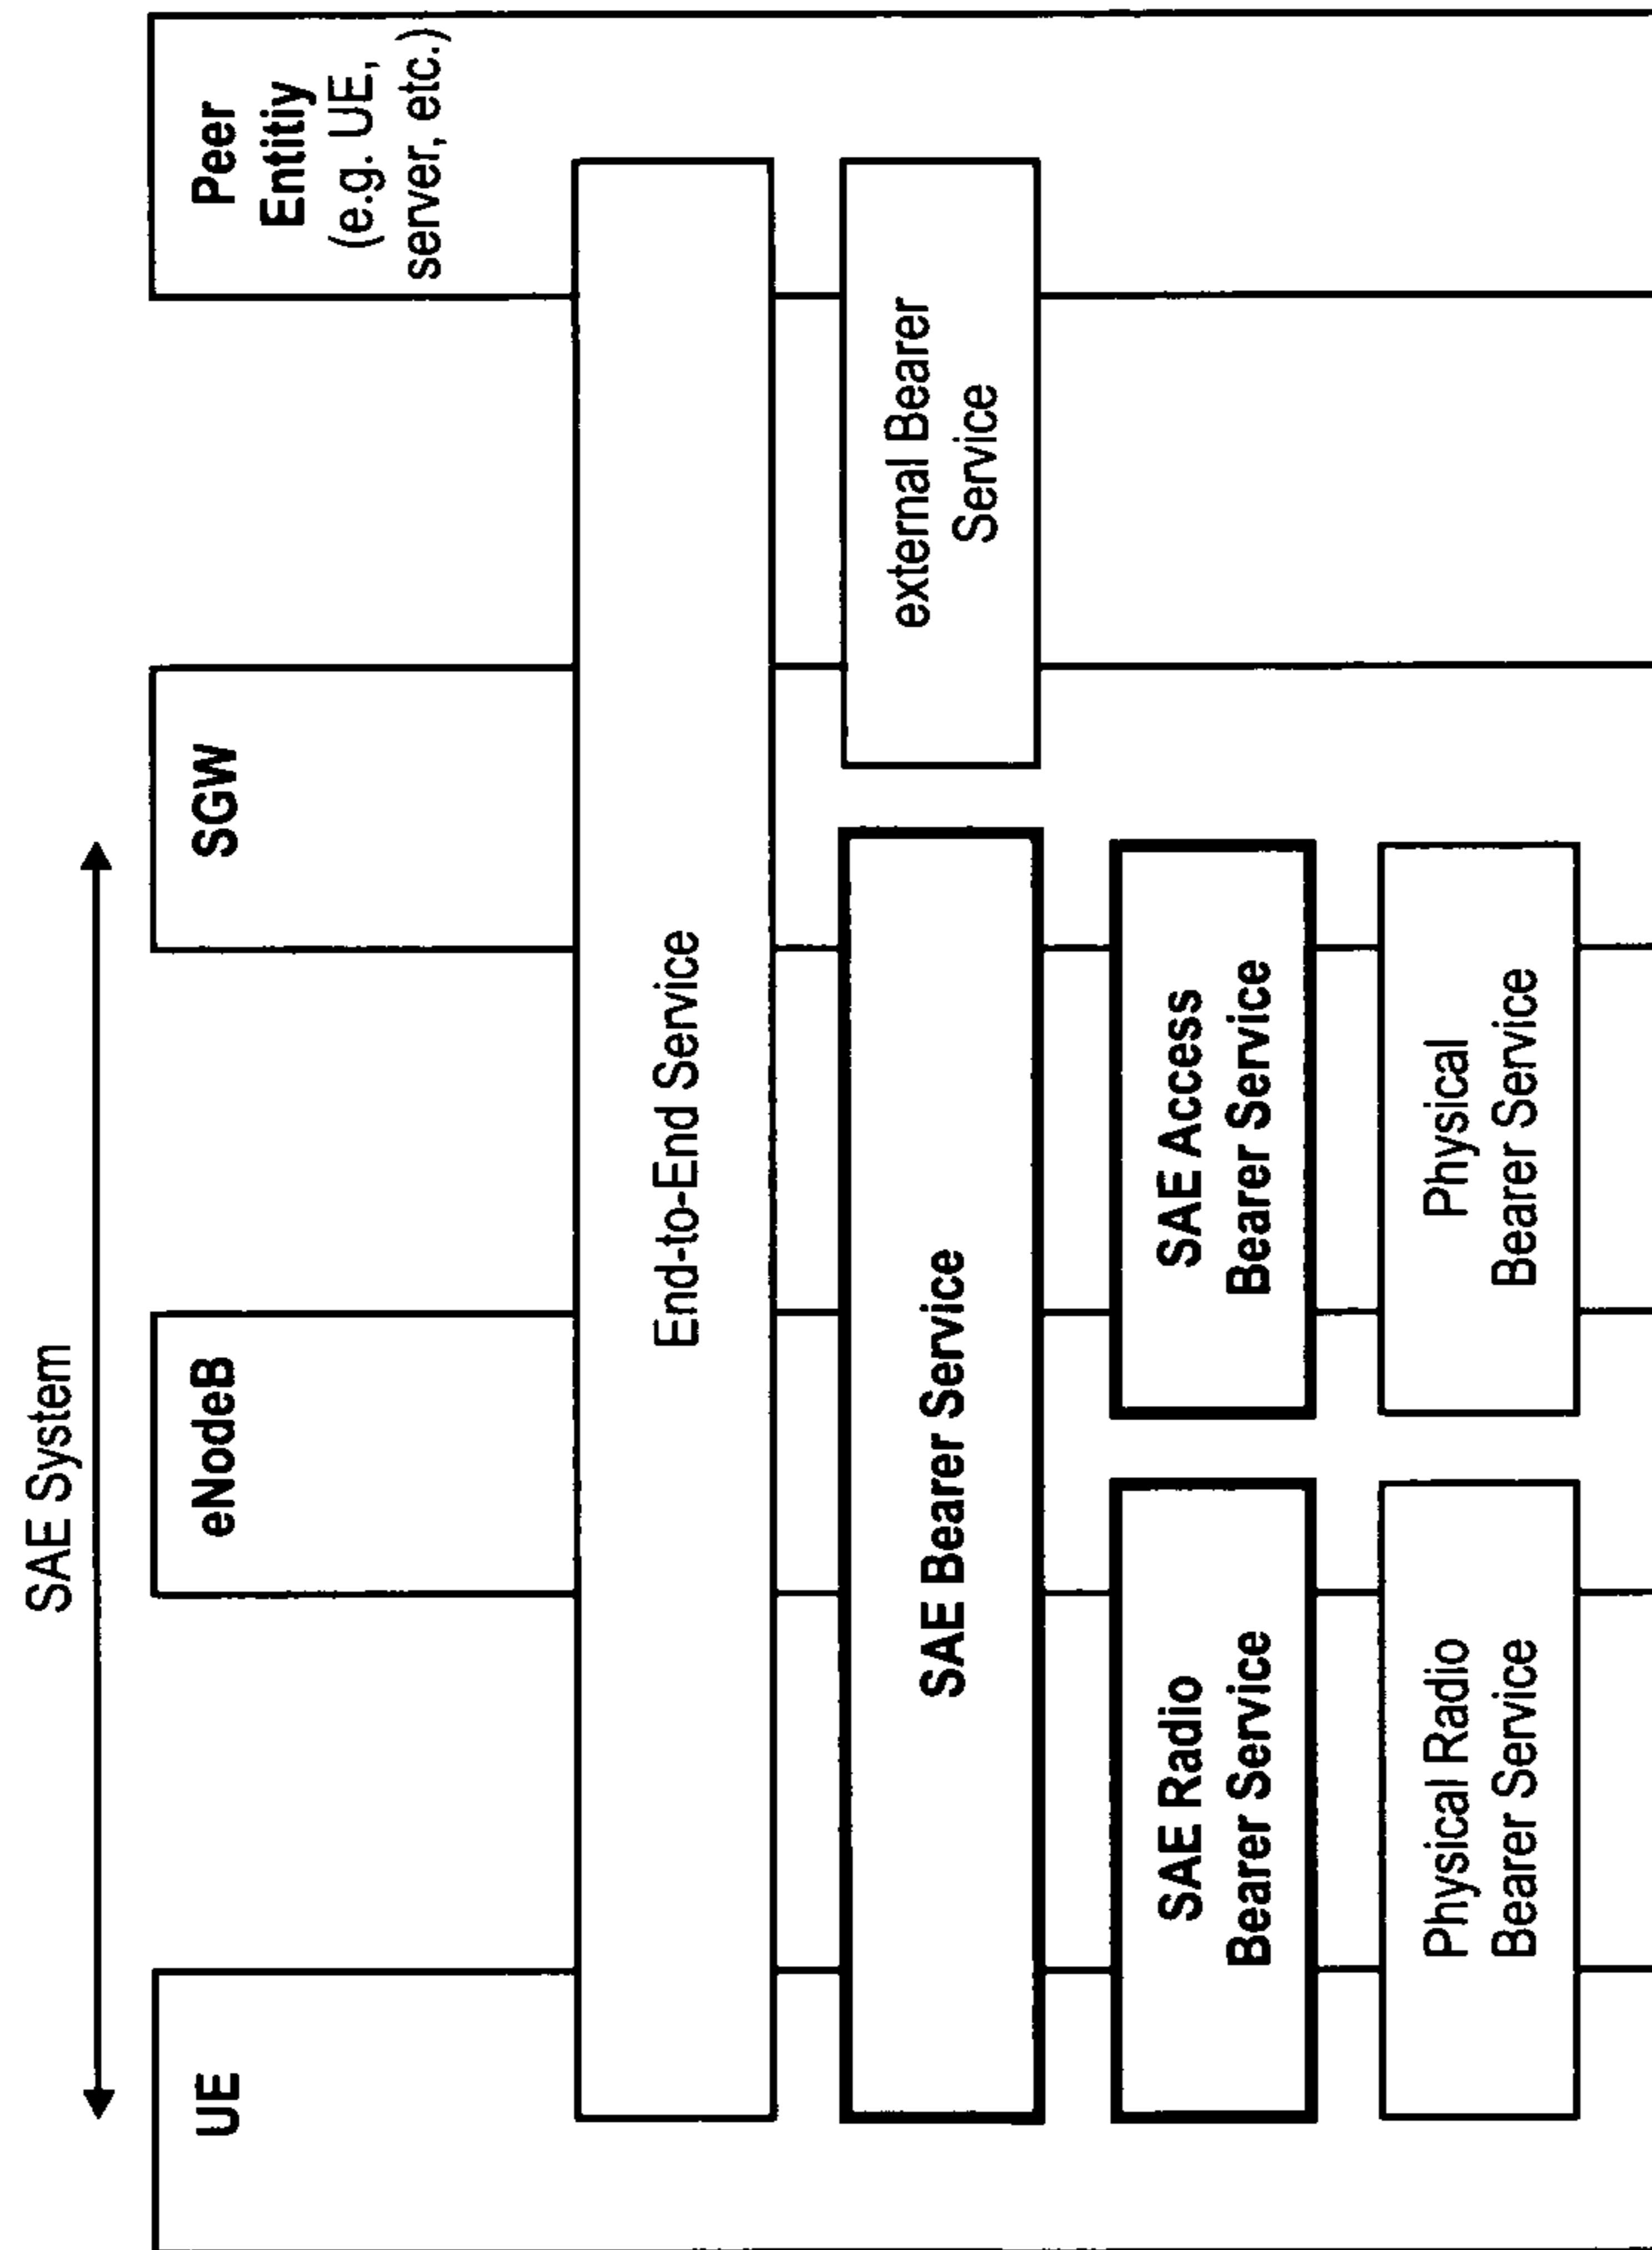 SAE System
UE
eNodeB
SGW
Peer
Entitiy
(e.g. UE,
server, etc.)
End-to-End Service
SAE Bearer Service
external Bearer
Service
SAE Radio
Bearer Service
SAE Access
Bearer Service
Physical Radio
Bearer Service
Physical
Bearer Service